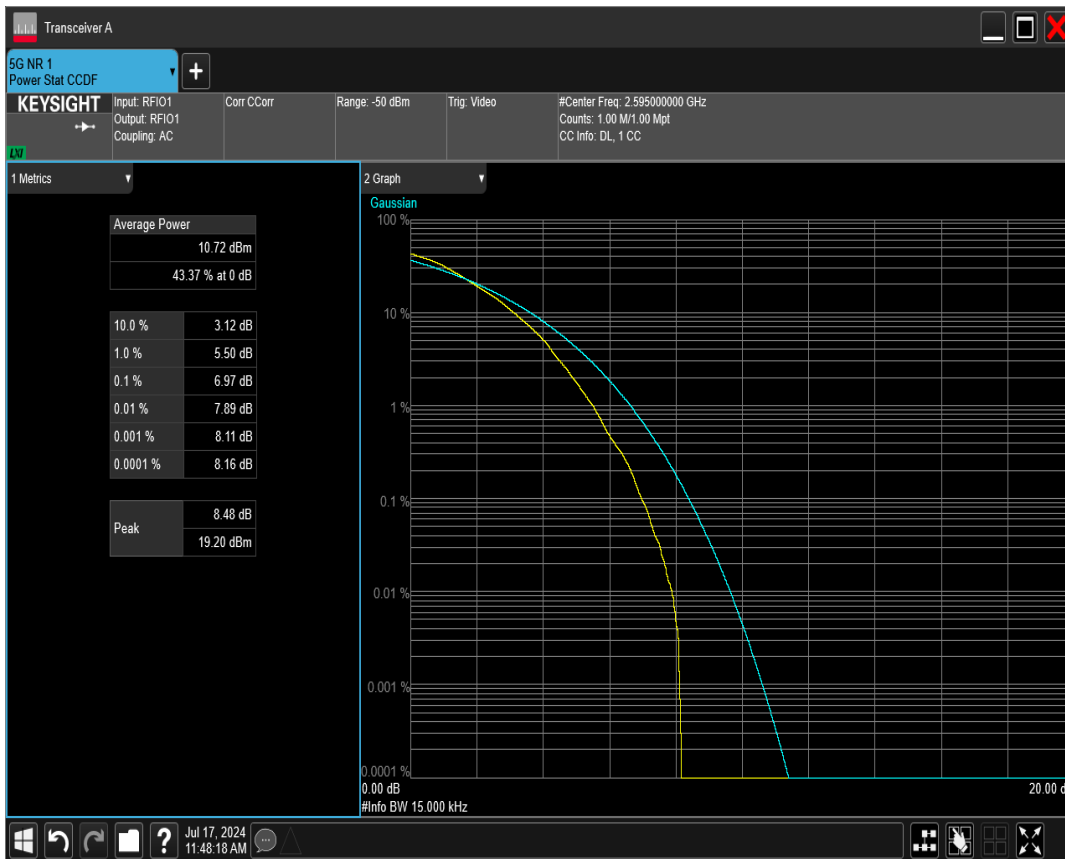 Transceiver A
5G NR 1
Power Stat CCDF
KEYSIGHT
LXI
Input: RFIO1
Output: RFIO1
Coupling: AC
Corr CCorr
Range: -50 dBm
Trig: Video
#Center Freq: 2.595000000 GHz
Counts: 1.00 M/1.00 Mpt
CC Info: DL, 1 CC
1 Metrics
Average Power
10.72 dBm
43.37 % at 0 dB
10.0 % 3.12 dB
1.0 % 5.50 dB
0.1 % 6.97 dB
0.01 % 7.89 dB
0.001 % 8.11 dB
0.0001 % 8.16 dB
Peak
8.48 dB
19.20 dBm
2 Graph
Gaussian
100 %
10 %
1 %
0.1 %
0.01 %
0.001 %
0.0001 %
0.00 dB
20.00 d
#Info BW 15.000 kHz
?
Jul 17, 2024
11:48:18 AM